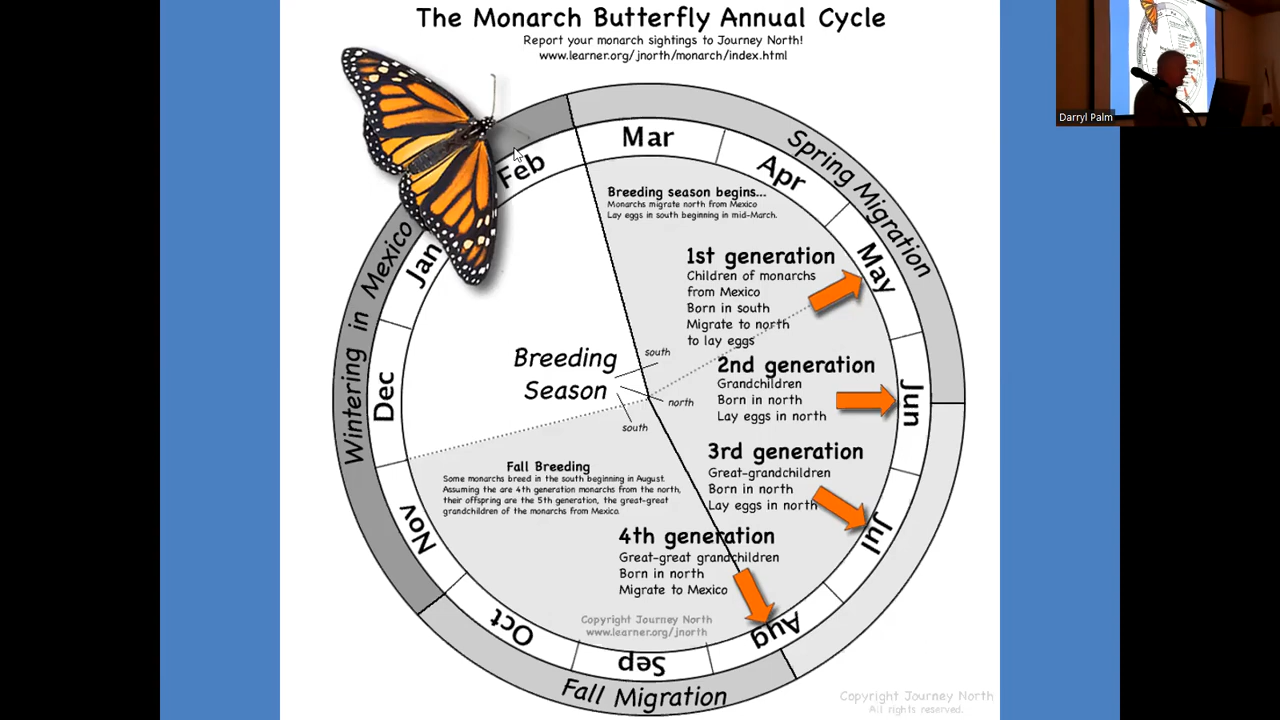 The Monarch Butterfly Annual Cycle
Report your monarch sightings to Journey North!
www.learner.org/jnorth/monarch/index.html
Darryl Palm
Mar
Apr
May
Jun
Jul
Aug
Sep
Oct
Nov
Dec
Jan
Feb
Spring Migration
Fall Migration
Wintering in Mexico
Breeding season begins...
Monarchs migrate north from Mexico
Lay eggs in south beginning in mid-March.
1st generation
Children of monarchs
from Mexico
Born in south
Migrate to north
to lay eggs
Breeding
Season
south
north
south
2nd generation
Grandchildren
Born in north
Lay eggs in north
3rd generation
Great-grandchildren
Born in north
Lay eggs in north
Fall Breeding
Some monarchs breed in the south beginning in August.
Assuming the are 4th generation monarchs from the north,
their offspring are the 5th generation, the great-great
grandchildren of the monarchs from Mexico.
4th generation
Great-great grandchildren
Born in north
Migrate to Mexico
Copyright Journey North
www.learner.org/jnorth
Copyright Journey North
All rights reserved.